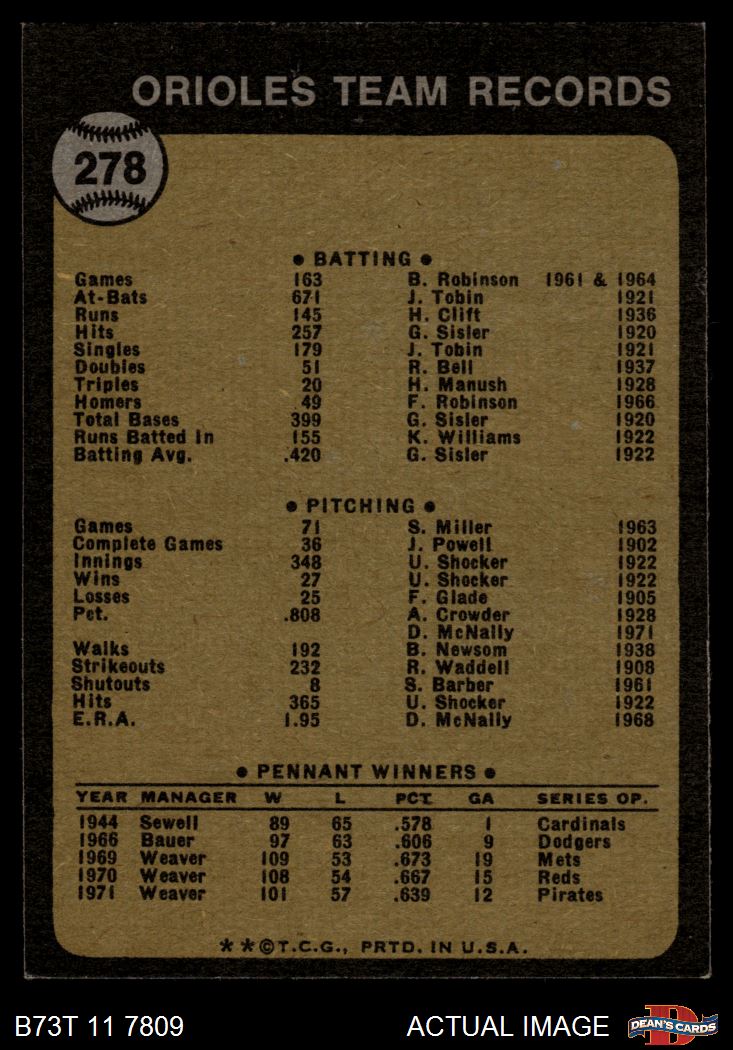 ORIOLES TEAM RECORDS
278
• BATTING •
Games 163 B. Robinson 1961 & 1964
At-Bats 671 J. Tobin 1921
Runs 145 H. Clift 1936
Hits 257 G. Sisler 1920
Singles 179 J. Tobin 1921
Doubles 51 R. Bell 1937
Triples 20 H. Manush 1928
Homers 49 F. Robinson 1966
Total Bases 399 G. Sisler 1920
Runs Batted In 155 K. Williams 1922
Batting Avg. .420 G. Sisler 1922
• PITCHING •
Games 71 S. Miller 1963
Complete Games 36 J. Powell 1902
Innings 348 U. Shocker 1922
Wins 27 U. Shocker 1922
Losses 25 F. Glade 1905
Pct. .808 A. Crowder 1928
D. McNally 1971
Walks 192 B. Newsom 1938
Strikeouts 232 R. Waddell 1908
Shutouts 8 S. Barber 1961
Hits 365 U. Shocker 1922
E.R.A. 1.95 D. McNally 1968
• PENNANT WINNERS •
YEAR MANAGER W L PCT. GA SERIES OP.
1944 Sewell 89 65 .578 1 Cardinals
1966 Bauer 97 63 .606 9 Dodgers
1969 Weaver 109 53 .673 19 Mets
1970 Weaver 108 54 .667 15 Reds
1971 Weaver 101 57 .639 12 Pirates
**©T.C.G., PRTD. IN U.S.A.
B73T 11 7809 ACTUAL IMAGE D DEAN'S CARDS